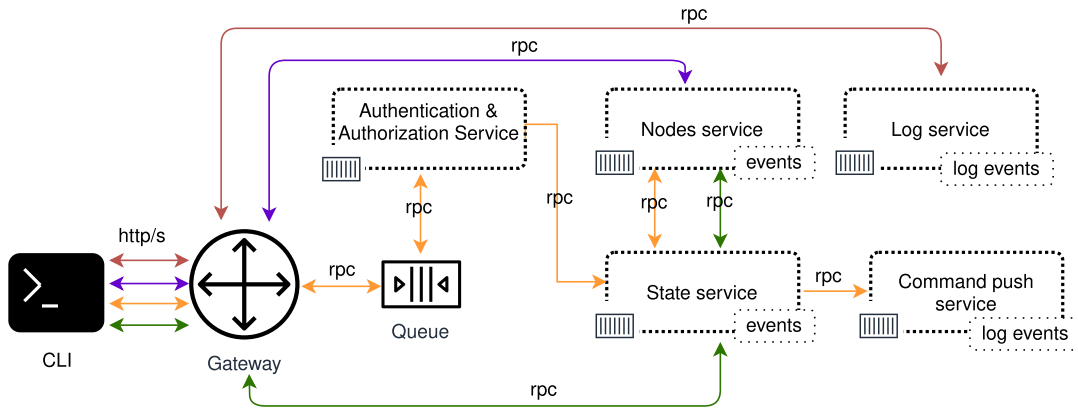 rpc
rpc
Authentication &
Authorization Service
Nodes service
events
Log service
log events
http/s
rpc
rpc
rpc
rpc
rpc
rpc
CLI
Gateway
Queue
State service
events
Command push
service
log events
rpc